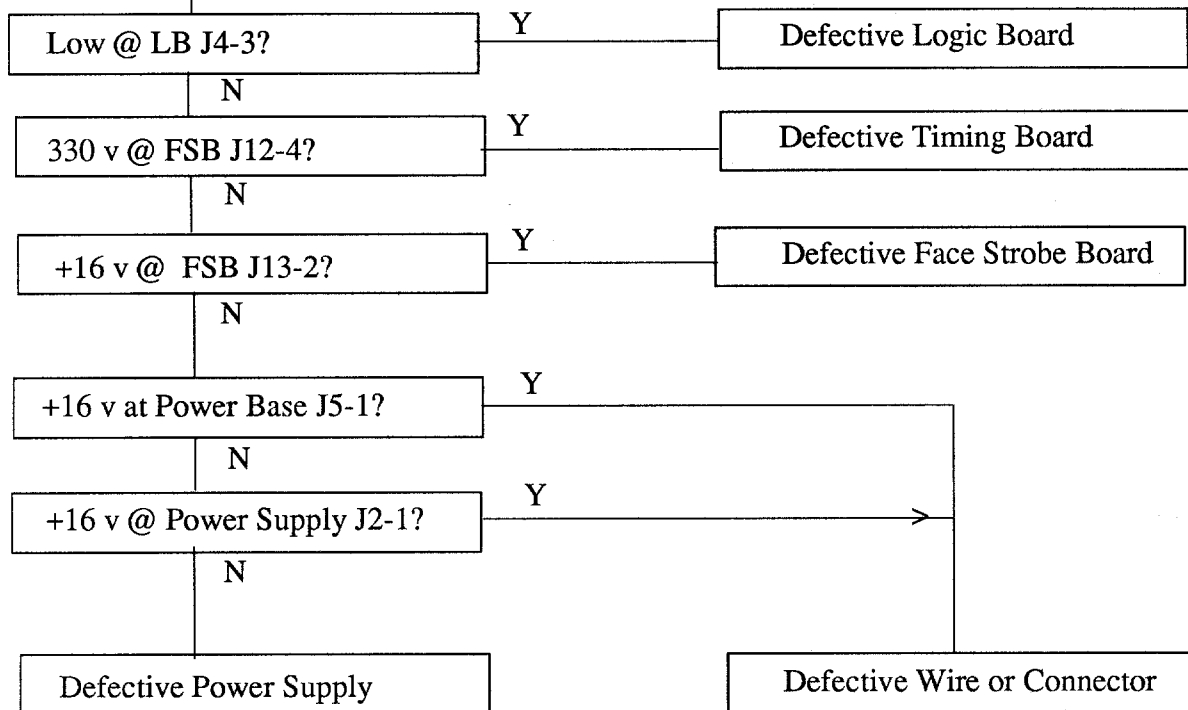 Low @ LB J4-3?
Y
Defective Logic Board
N
330 v @ FSB J12-4?
Y
Defective Timing Board
N
+16 v @ FSB J13-2?
Y
Defective Face Strobe Board
N
+16 v at Power Base J5-1?
Y
N
+16 v @ Power Supply J2-1?
Y
N
Defective Power Supply
Defective Wire or Connector